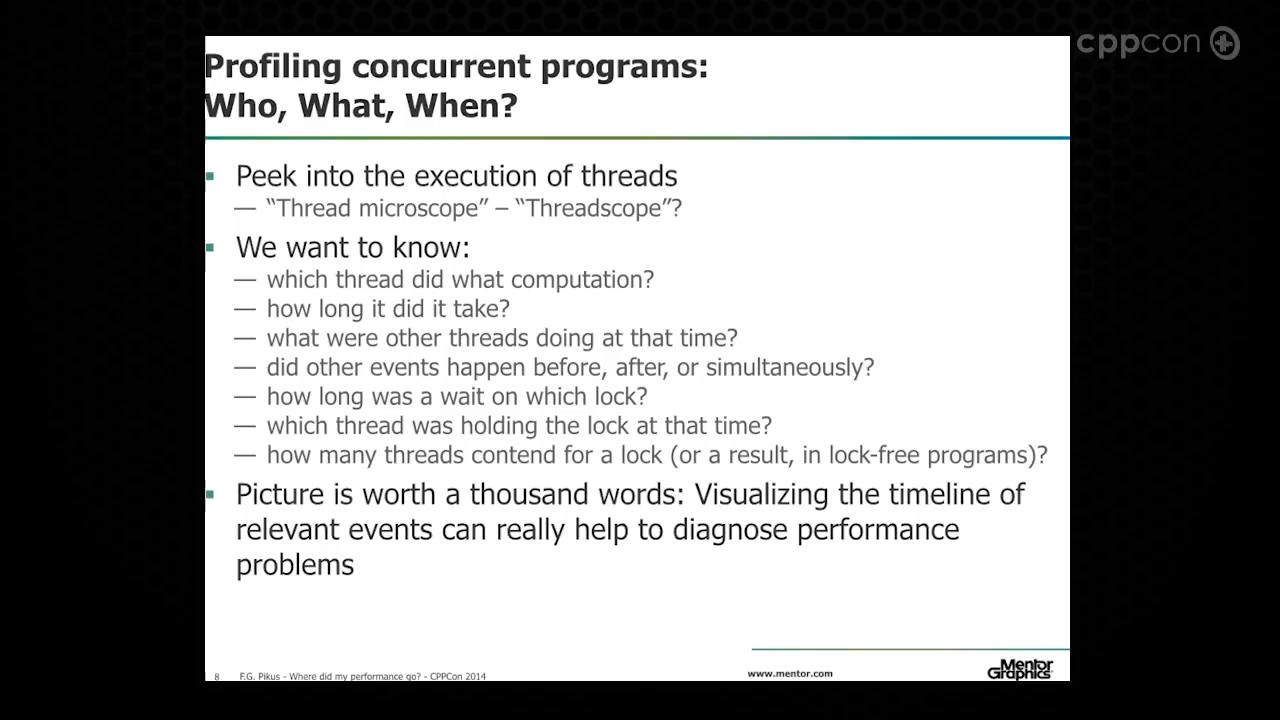 cppcon
Profiling concurrent programs:
Who, What, When?
Peek into the execution of threads
— “Thread microscope” – “Threadscope”?
We want to know:
— which thread did what computation?
— how long it did it take?
— what were other threads doing at that time?
— did other events happen before, after, or simultaneously?
— how long was a wait on which lock?
— which thread was holding the lock at that time?
— how many threads contend for a lock (or a result, in lock-free programs)?
Picture is worth a thousand words: Visualizing the timeline of
relevant events can really help to diagnose performance
problems
8 F.G. Pikus - Where did my performance go? - CPPCon 2014
www.mentor.com
Mentor
Graphics